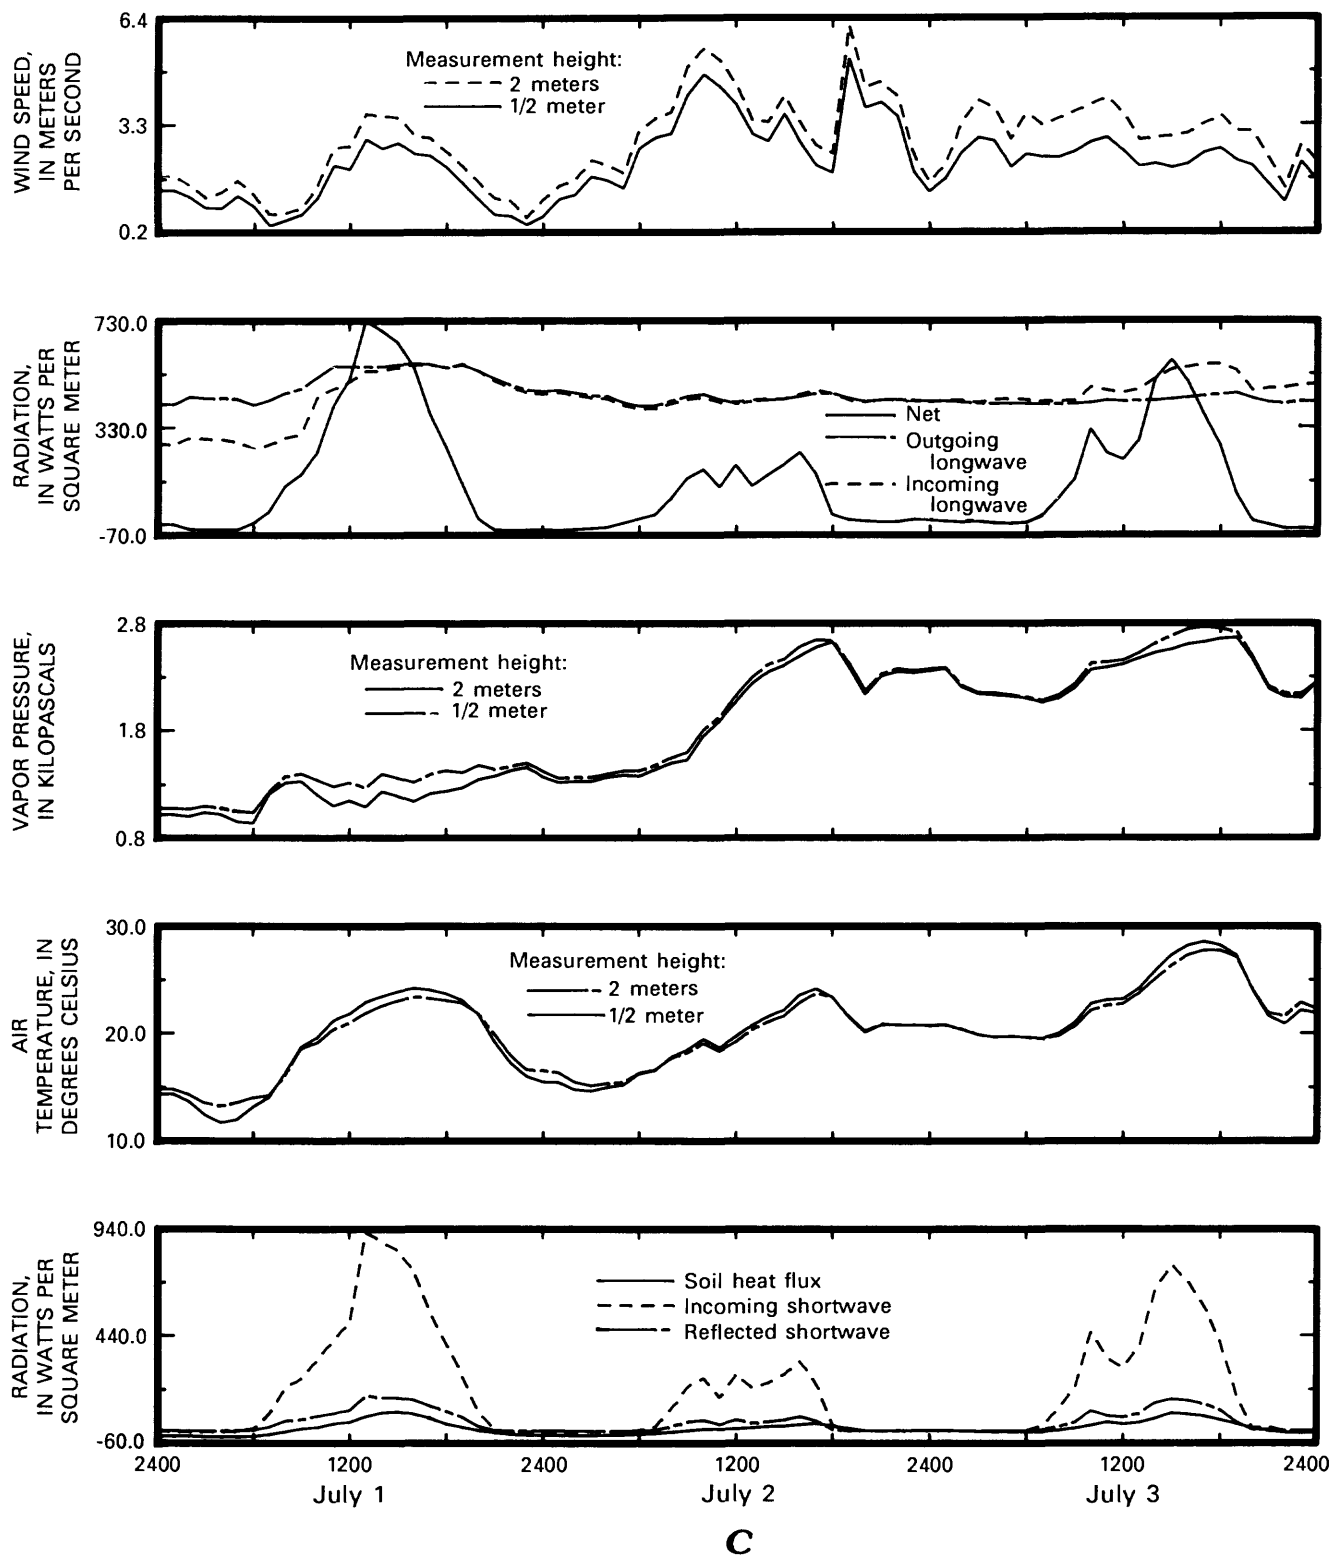 WIND SPEED,
IN METERS
PER SECOND
6.4
3.3
0.2
Measurement height:
2 meters
1/2 meter
RADIATION,
IN WATTS PER
SQUARE METER
730.0
330.0
-70.0
Net
Outgoing
longwave
Incoming
longwave
VAPOR PRESSURE,
IN KILOPASCALS
2.8
1.8
0.8
Measurement height:
2 meters
1/2 meter
AIR
TEMPERATURE, IN
DEGREES CELSIUS
30.0
20.0
10.0
Measurement height:
2 meters
1/2 meter
RADIATION,
IN WATTS PER
SQUARE METER
940.0
440.0
-60.0
Soil heat flux
Incoming shortwave
Reflected shortwave
2400 1200 2400 1200 2400 1200 2400
July 1 July 2 July 3
C